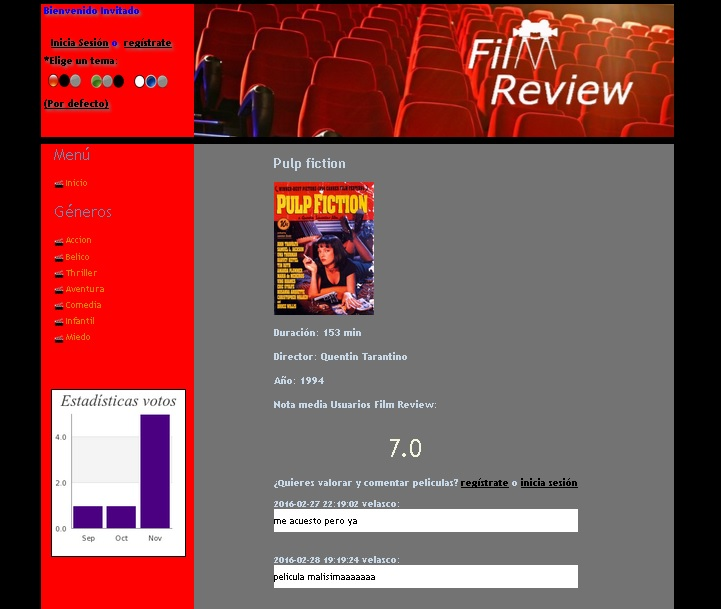 Bienvenido Invitado
Inicia Sesión o regístrate
*Elige un tema:
(Por defecto)
FilM
Review
Menú
Inicio
Géneros
Accion
Belico
Thriller
Aventura
Comedia
Infantil
Miedo
Estadísticas votos
4.0
2.0
0.0
Sep Oct Nov
Pulp fiction
PULP FICTION
Duración: 153 min
Director: Quentin Tarantino
Año: 1994
Nota media Usuarios Film Review:
7.0
¿Quieres valorar y comentar peliculas? regístrate o inicia sesión
2016-02-27 22:19:02 velasco:
me acuesto pero ya
2016-02-28 19:19:24 velasco:
pelicula malisimaaaaaaa